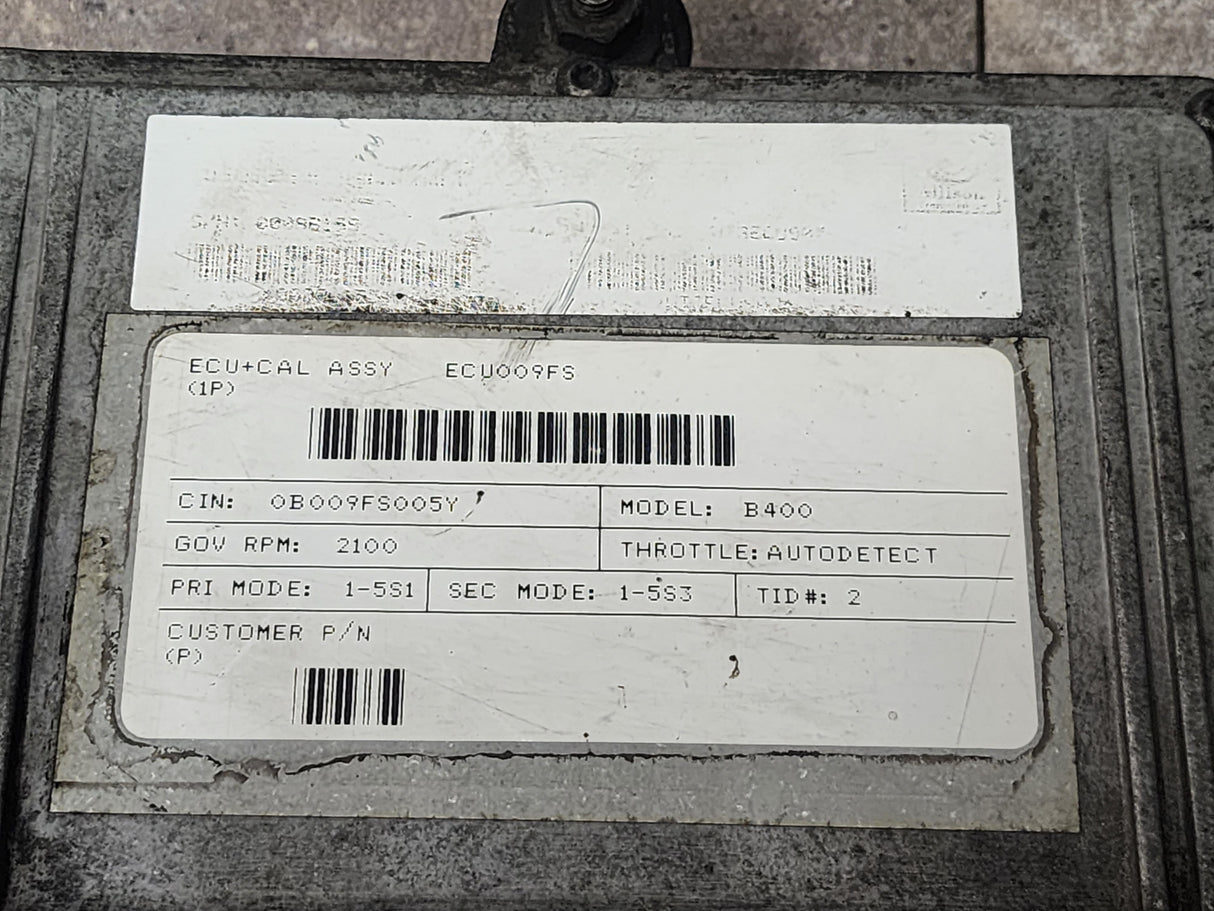 Allison
S/N:
ECU+CAL ASSY ECU009FS
(1P)
CIN: 0B009FS005Y MODEL: B400
GOV RPM: 2100 THROTTLE: AUTODETECT
PRI MODE: 1-5S1 SEC MODE: 1-5S3 TID#: 2
CUSTOMER P/N
(P)